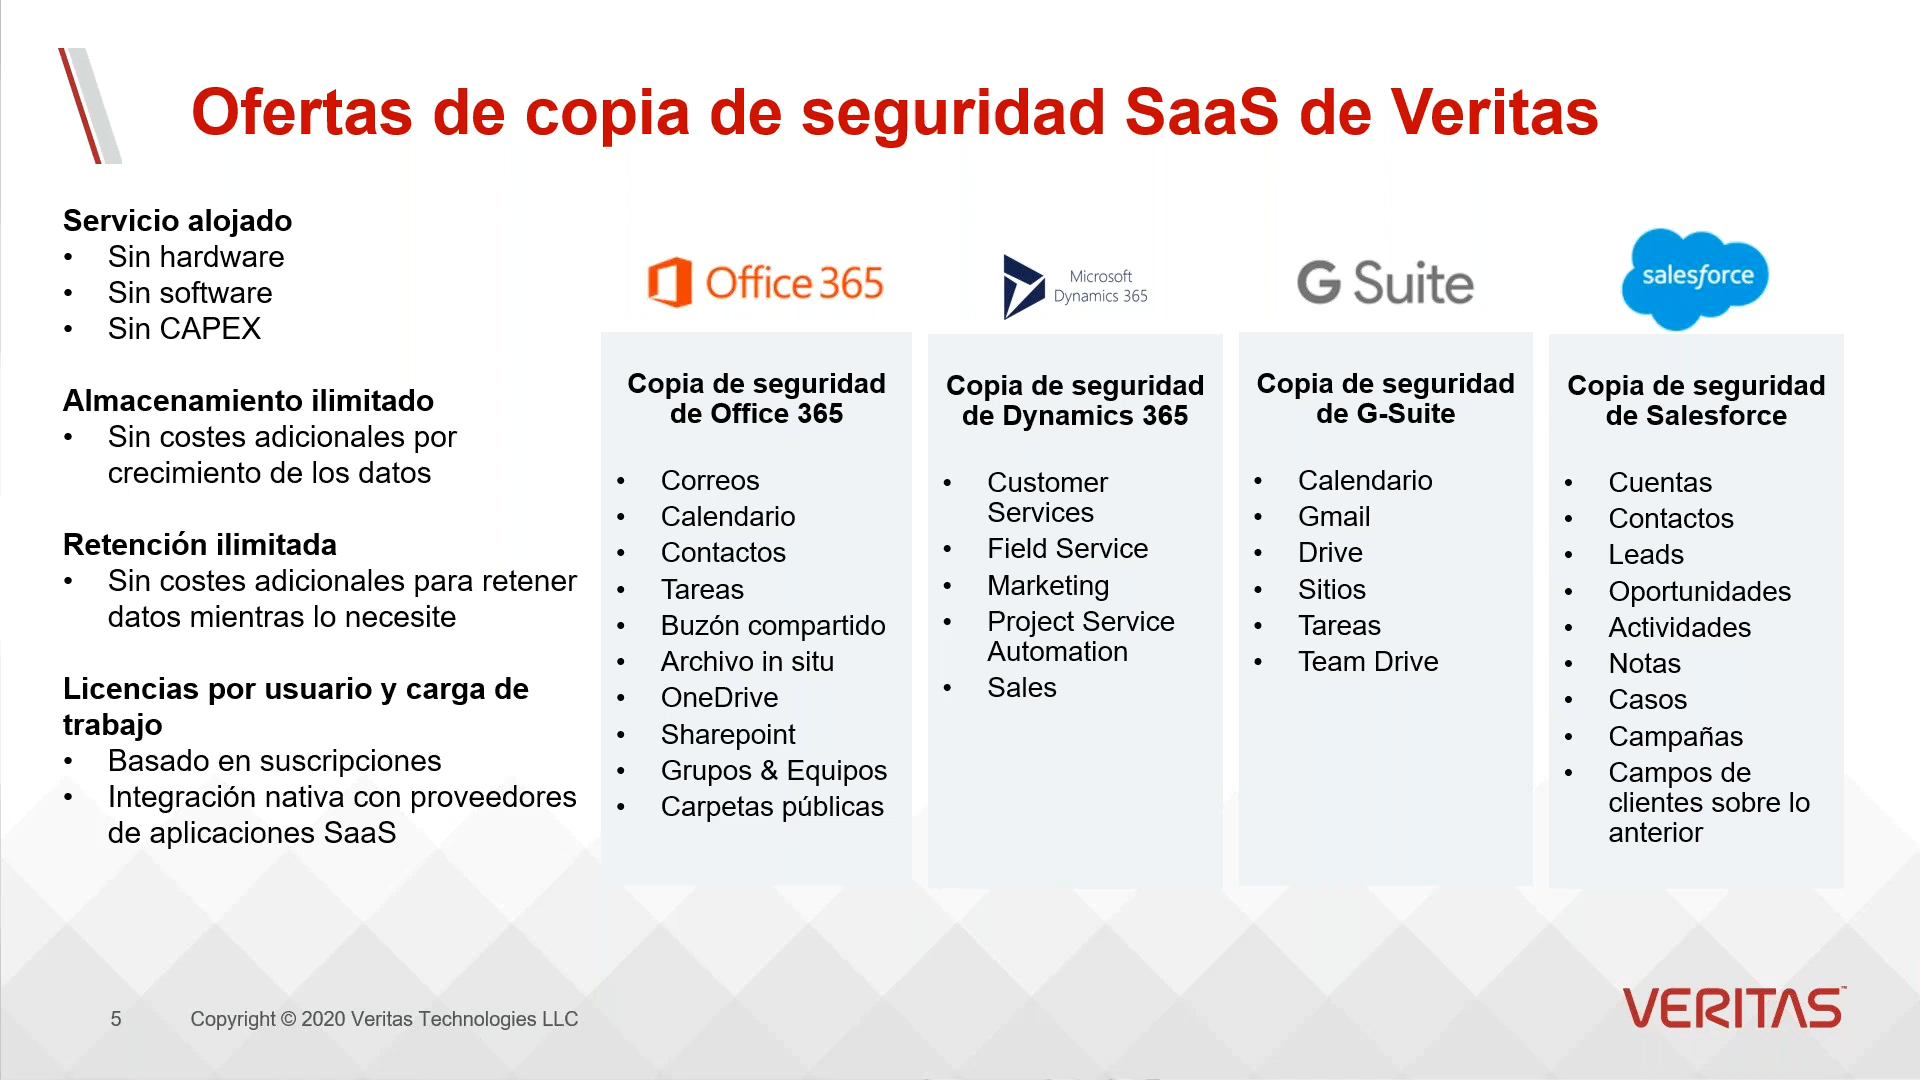 Ofertas de copia de seguridad SaaS de Veritas
Servicio alojado
• Sin hardware
• Sin software
• Sin CAPEX
Almacenamiento ilimitado
• Sin costes adicionales por
crecimiento de los datos
Retención ilimitada
• Sin costes adicionales para retener
datos mientras lo necesite
Licencias por usuario y carga de
trabajo
• Basado en suscripciones
• Integración nativa con proveedores
de aplicaciones SaaS
Office 365
Copia de seguridad
de Office 365
• Correos
• Calendario
• Contactos
• Tareas
• Buzón compartido
• Archivo in situ
• OneDrive
• Sharepoint
• Grupos & Equipos
• Carpetas públicas
Microsoft
Dynamics 365
Copia de seguridad
de Dynamics 365
• Customer
Services
• Field Service
• Marketing
• Project Service
Automation
• Sales
G Suite
Copia de seguridad
de G-Suite
• Calendario
• Gmail
• Drive
• Sitios
• Tareas
• Team Drive
salesforce
Copia de seguridad
de Salesforce
• Cuentas
• Contactos
• Leads
• Oportunidades
• Actividades
• Notas
• Casos
• Campañas
• Campos de
clientes sobre lo
anterior
5
Copyright © 2020 Veritas Technologies LLC
VERITAS™